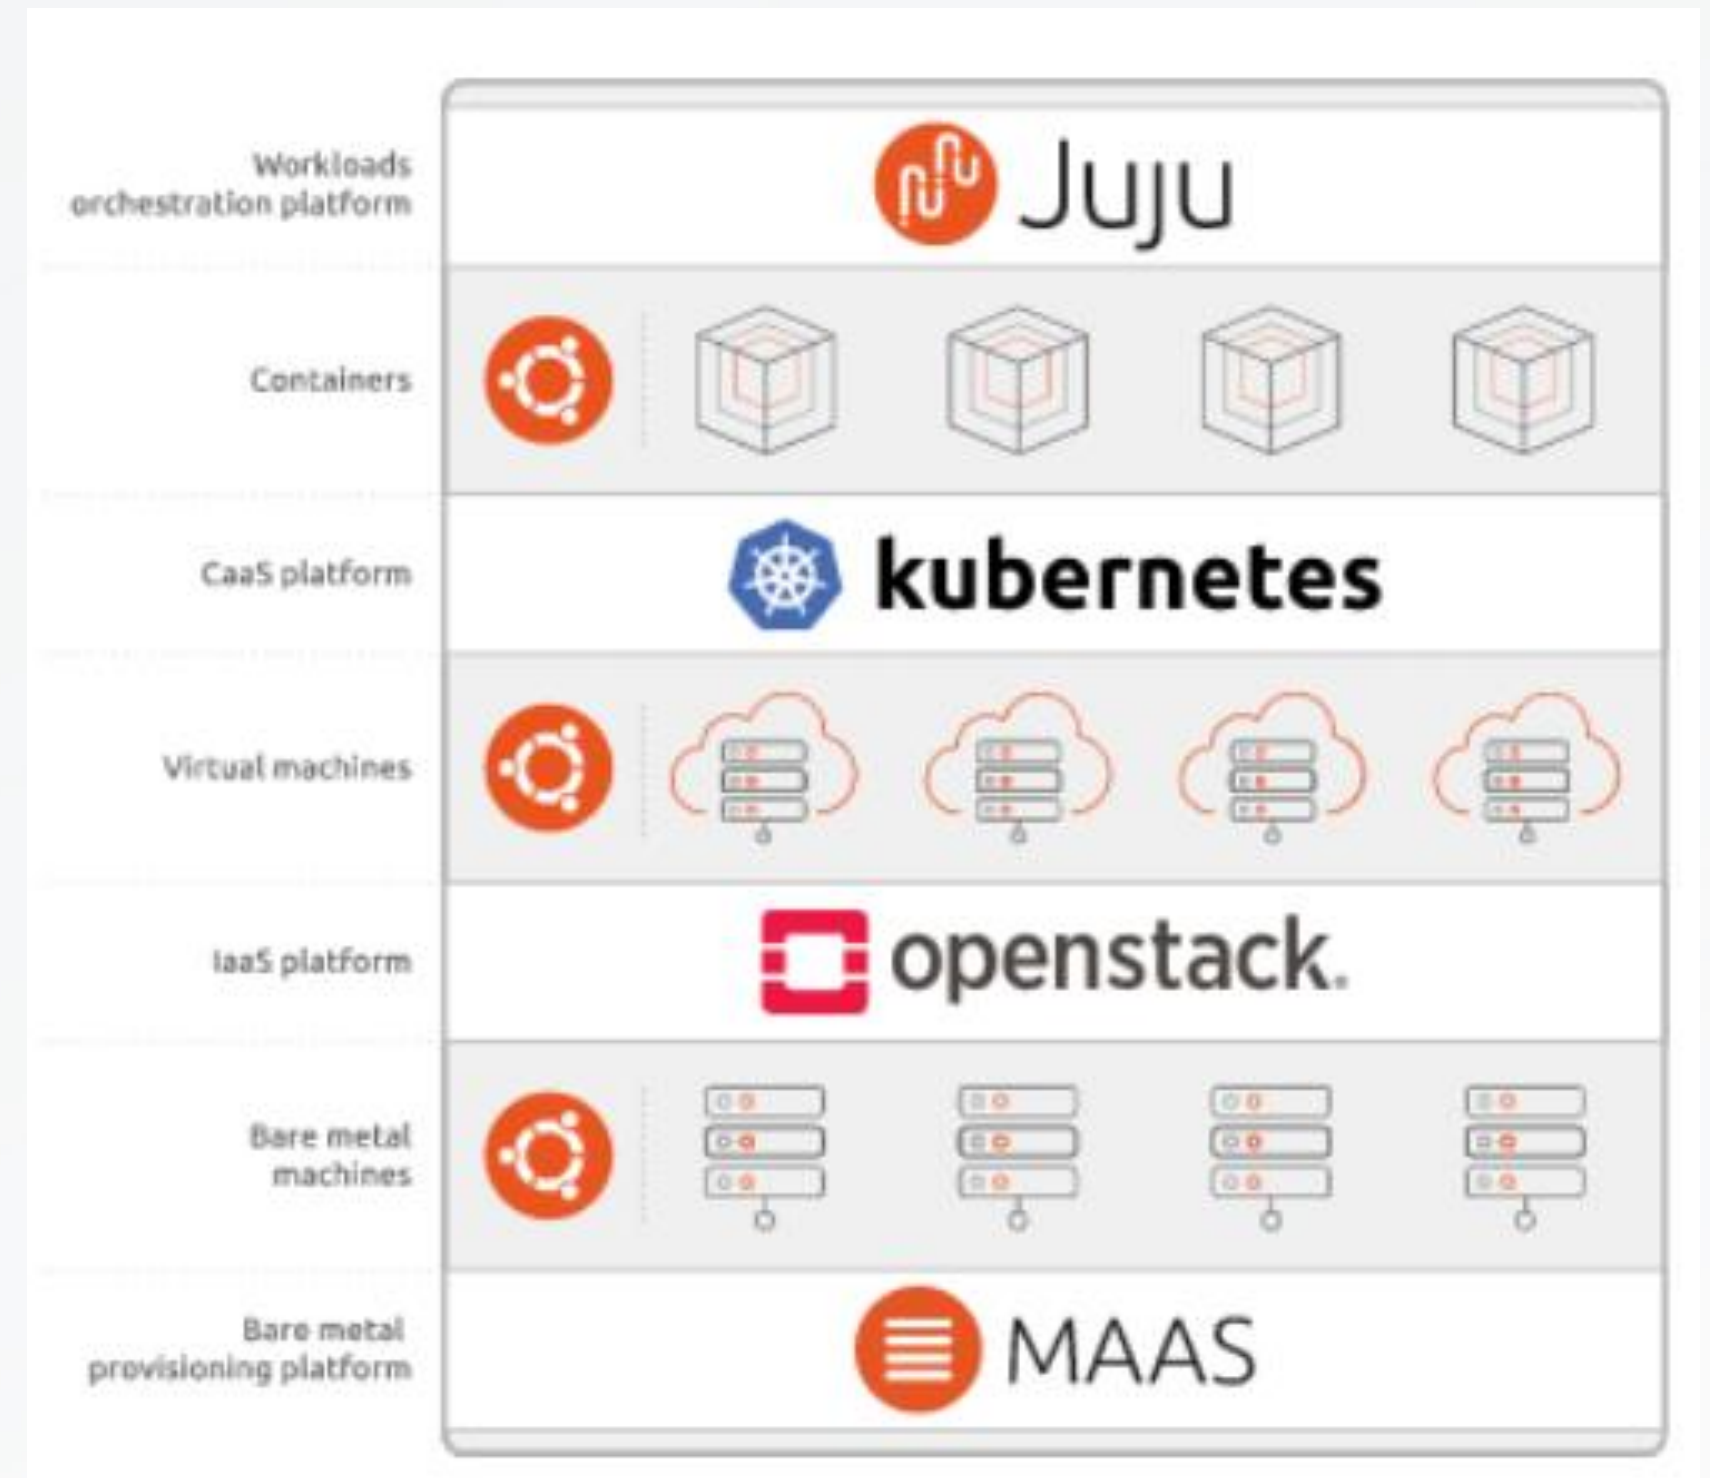 Workloads
orchestration platform
Juju
Containers
CaaS platform
kubernetes
Virtual machines
IaaS platform
openstack.
Bare metal
machines
Bare metal
provisioning platform
MAAS